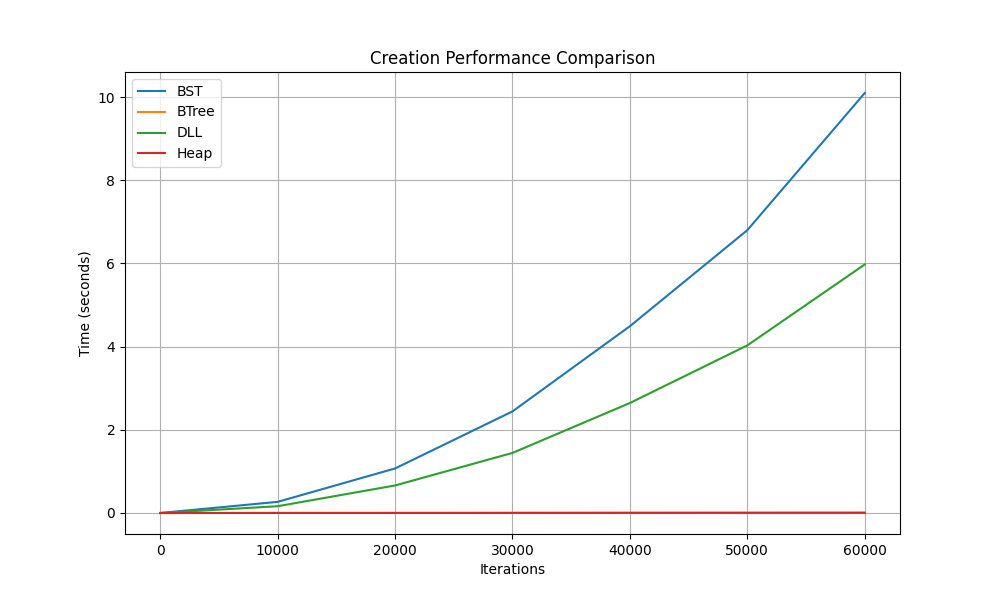 Creation Performance Comparison
BST
BTree
DLL
Heap
10
8
6
4
2
0
Time (seconds)
0 10000 20000 30000 40000 50000 60000
Iterations